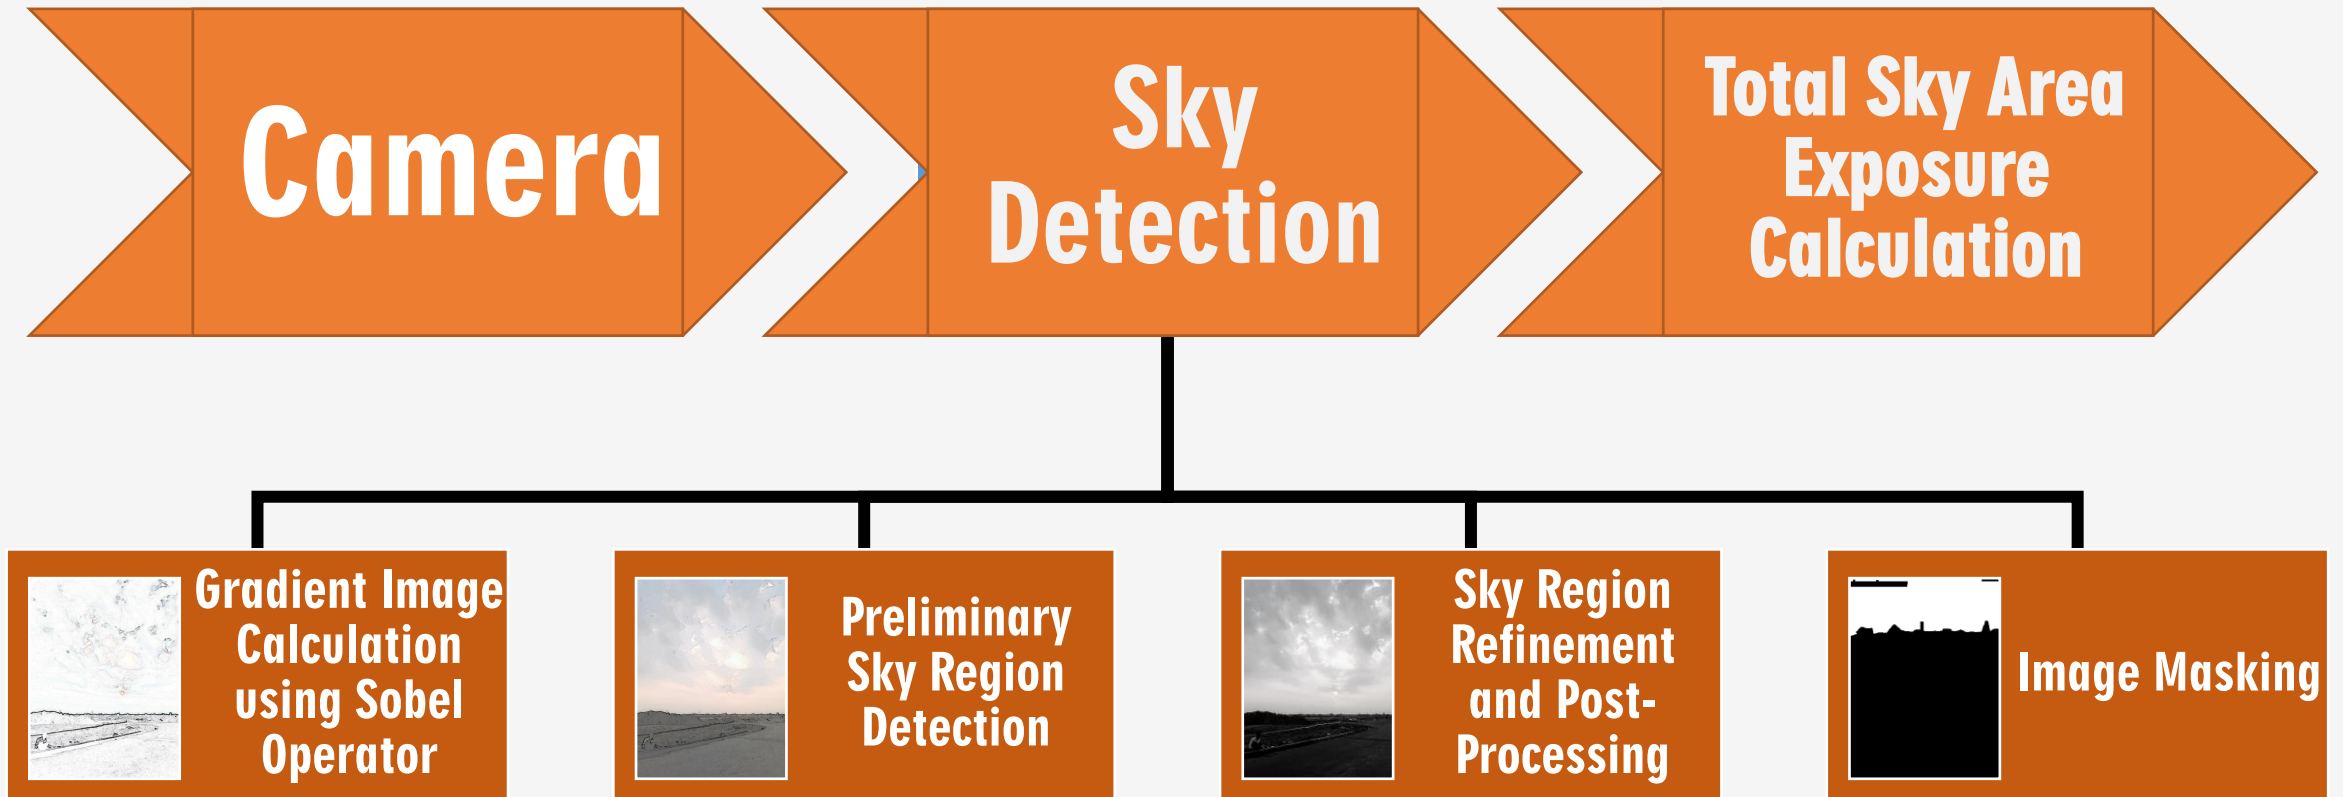 Camera
Sky
Detection
Total Sky Area
Exposure
Calculation
Gradient Image
Calculation
using Sobel
Operator
Preliminary
Sky Region
Detection
Sky Region
Refinement
and Post-
Processing
Image Masking